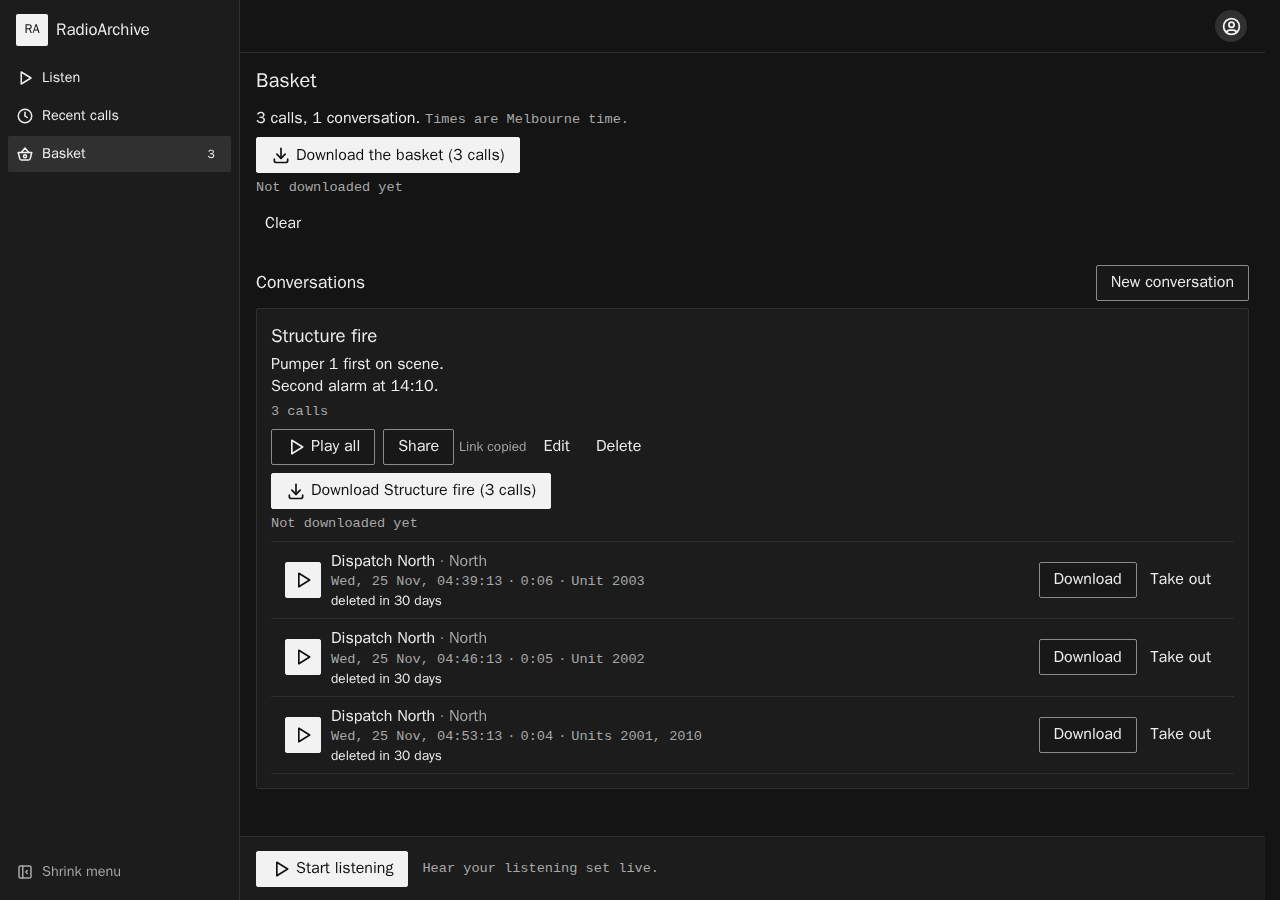 RA RadioArchive
Listen
Recent calls
Basket 3
Shrink menu
Basket
3 calls, 1 conversation. Times are Melbourne time.
Download the basket (3 calls)
Not downloaded yet
Clear
Conversations
New conversation
Structure fire
Pumper 1 first on scene.
Second alarm at 14:10.
3 calls
Play all Share Link copied Edit Delete
Download Structure fire (3 calls)
Not downloaded yet
Dispatch North · North
Wed, 25 Nov, 04:39:13 · 0:06 · Unit 2003
deleted in 30 days
Download Take out
Dispatch North · North
Wed, 25 Nov, 04:46:13 · 0:05 · Unit 2002
deleted in 30 days
Download Take out
Dispatch North · North
Wed, 25 Nov, 04:53:13 · 0:04 · Units 2001, 2010
deleted in 30 days
Download Take out
Start listening Hear your listening set live.